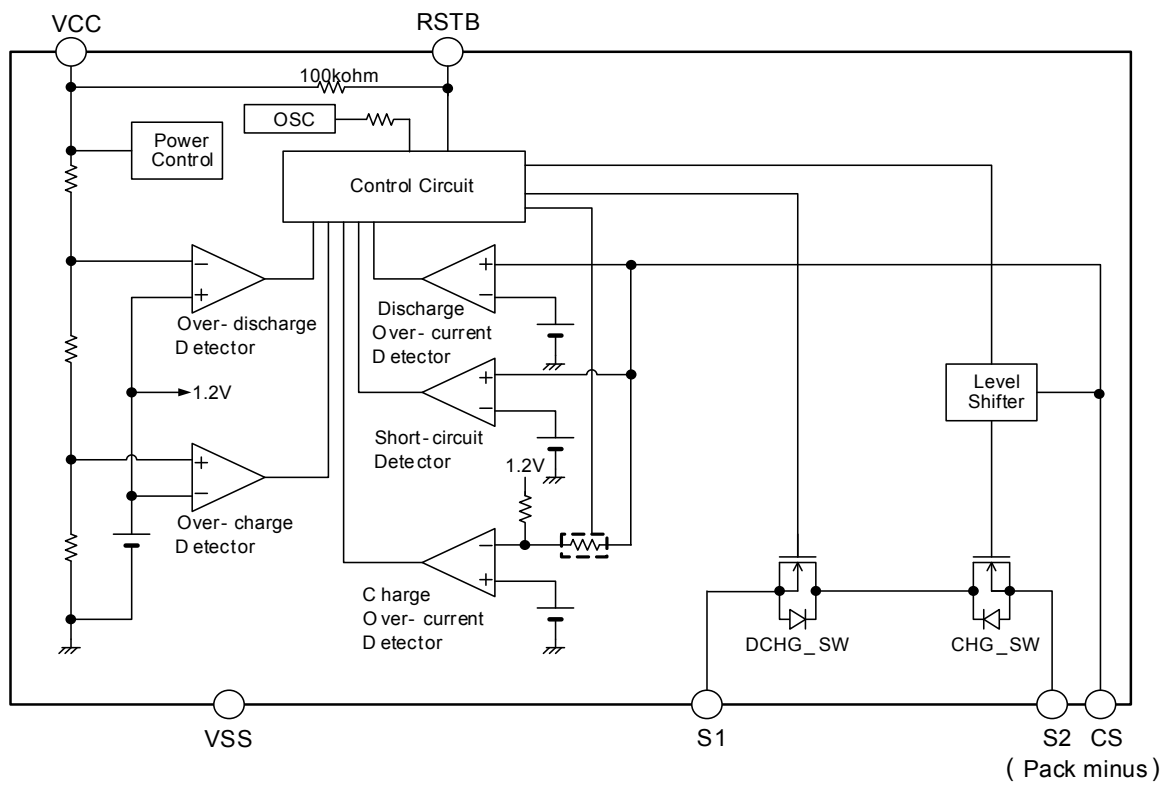 VCC
RSTB
100kohm
OSC
Power
Control
Control Circuit
−
+
Over-discharge
Detector
+
−
Discharge
Over-current
Detector
1.2V
+
−
Short-circuit
Detector
Level
Shifter
+
−
Over-charge
Detector
1.2V
−
+
Charge
Over-current
Detector
DCHG_SW
CHG_SW
VSS
S1
S2
CS
( Pack minus )